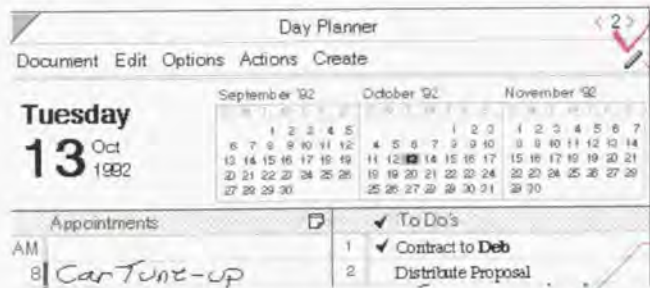 Day Planner
< 2 >
Document Edit Options Actions Create
Tuesday
13 Oct
1992
September '92
S M T W T F S
1 2 3 4 5
6 7 8 9 10 11 12
13 14 15 16 17 18 19
20 21 22 23 24 25 26
27 28 29 30
October '92
S M T W T F S
1 2 3
4 5 6 7 8 9 10
11 12 13 14 15 16 17
18 19 20 21 22 23 24
25 26 27 28 29 30 31
November '92
S M T W T F S
1 2 3 4 5 6 7
8 9 10 11 12 13 14
15 16 17 18 19 20 21
22 23 24 25 26 27 28
29 30
Appointments
AM
8 Car Tune-up
✓ To Do's
1 ✓ Contract to Deb
2 Distribute Proposal